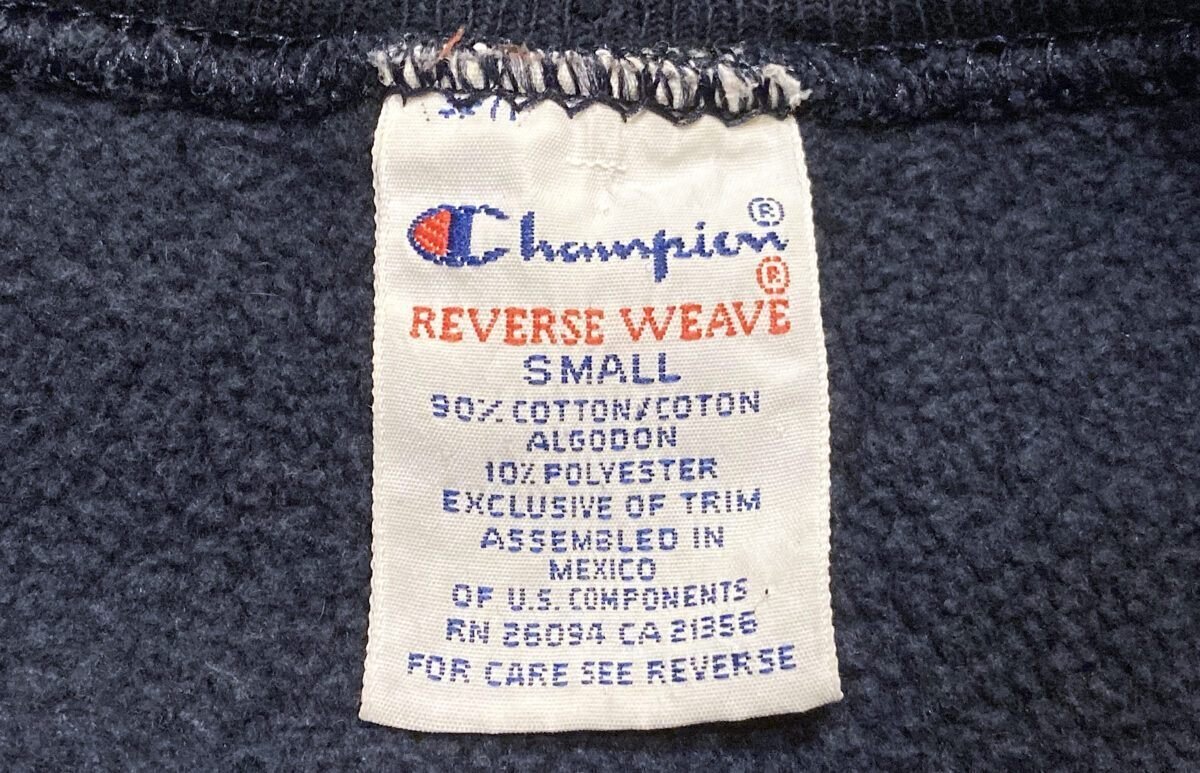 Champion®
®
REVERSE WEAVE
SMALL
90% COTTON/COTON
ALGODON
10% POLYESTER
EXCLUSIVE OF TRIM
ASSEMBLED IN
MEXICO
OF U.S. COMPONENTS
RN 26094 CA 21356
FOR CARE SEE REVERSE